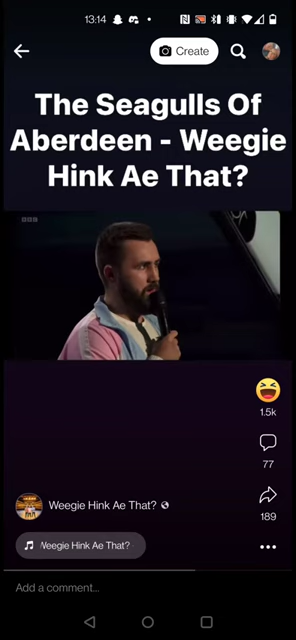 13:14
Create
The Seagulls Of
Aberdeen - Weegie
Hink Ae That?
BBC
1.5k
77
189
Weegie Hink Ae That?
Weegie Hink Ae That?
Add a comment...